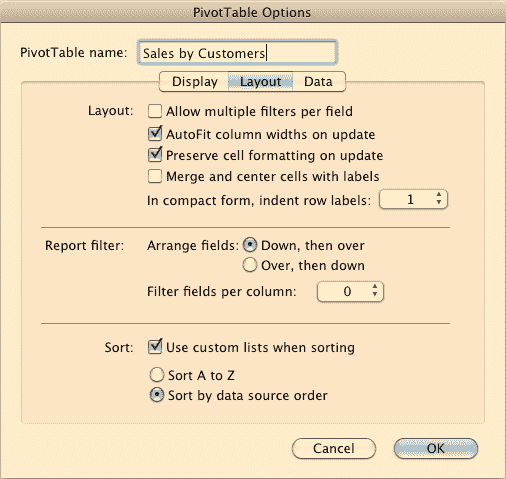 PivotTable Options
PivotTable name: Sales by Customers
Display Layout Data
Layout: Allow multiple filters per field
AutoFit column widths on update
Preserve cell formatting on update
Merge and center cells with labels
In compact form, indent row labels: 1
Report filter: Arrange fields: Down, then over
Over, then down
Filter fields per column: 0
Sort: Use custom lists when sorting
Sort A to Z
Sort by data source order
Cancel OK